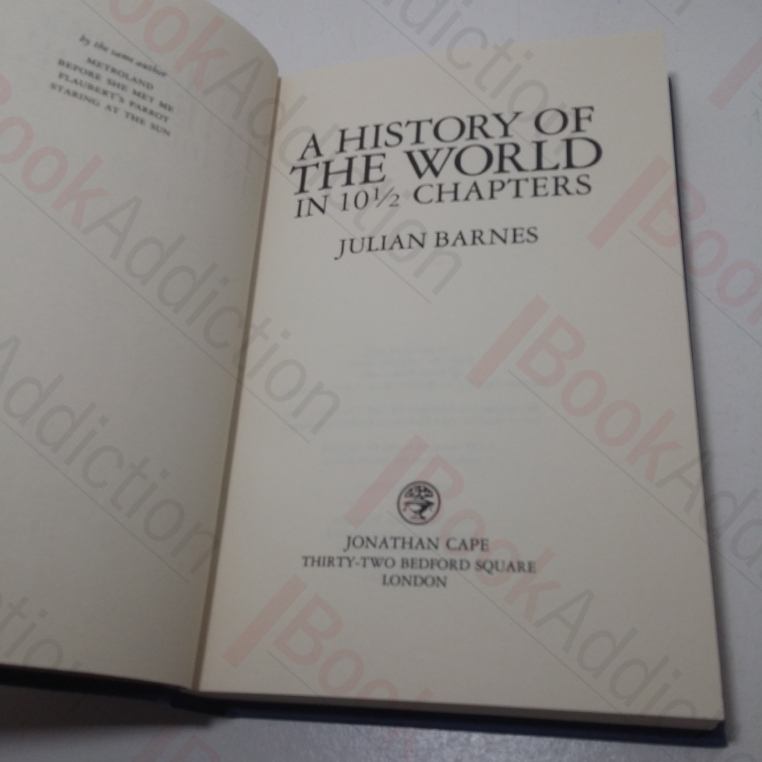 by the same author
METROLAND
BEFORE SHE MET ME
FLAUBERT'S PARROT
STARING AT THE SUN
A HISTORY OF
THE WORLD
IN 10½ CHAPTERS
JULIAN BARNES
JONATHAN CAPE
THIRTY-TWO BEDFORD SQUARE
LONDON
BookAddiction